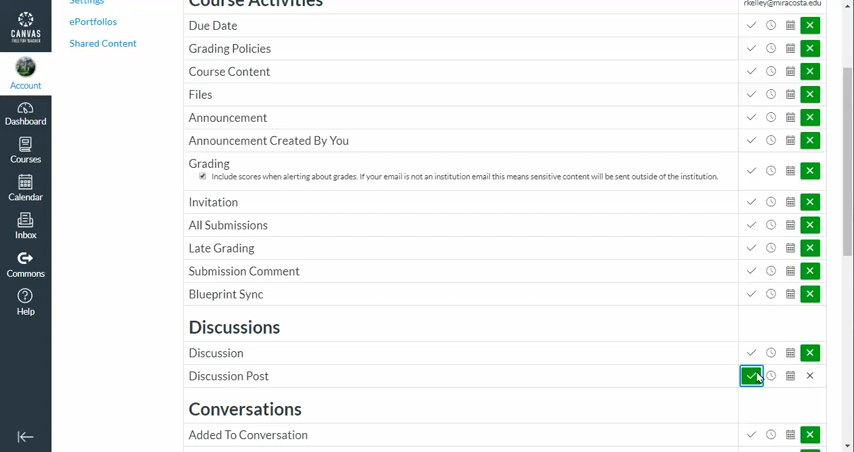 Settings
ePortfolios
Shared Content
CANVAS
Account
Dashboard
Courses
Calendar
Inbox
Commons
Help
Course Activities
rkelley@miracosta.edu
Due Date
Grading Policies
Course Content
Files
Announcement
Announcement Created By You
Grading
Include scores when alerting about grades. If your email is not an institution email this means sensitive content will be sent outside of the institution.
Invitation
All Submissions
Late Grading
Submission Comment
Blueprint Sync
Discussions
Discussion
Discussion Post
Conversations
Added To Conversation